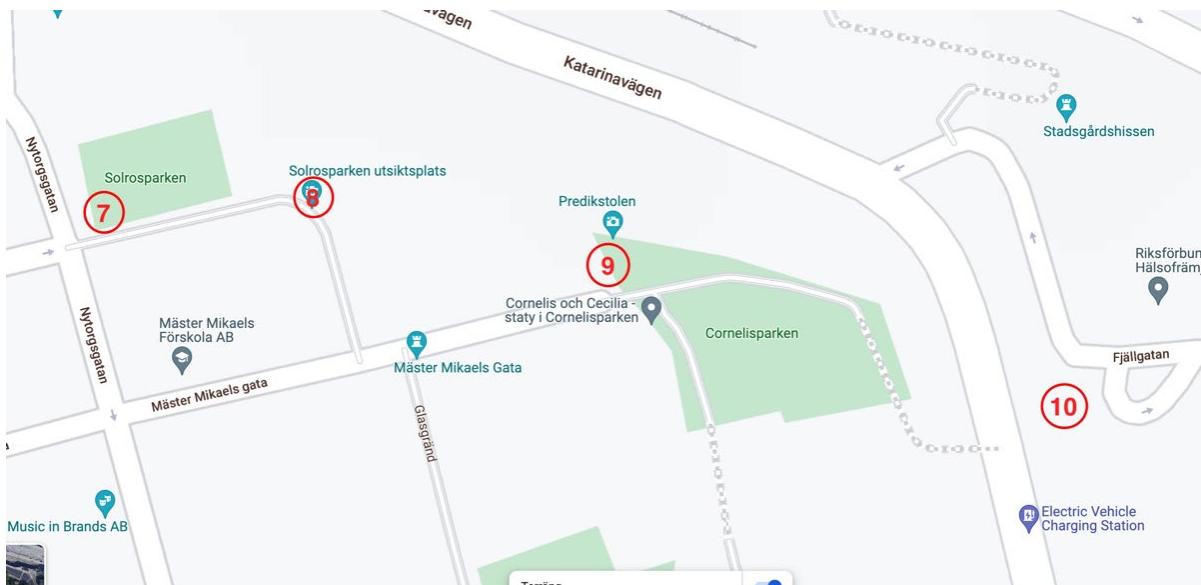 vägen
Katarinavägen
Stadsgårdshissen
Nytorgsgatan
Solrosparken
Solrosparken utsiktsplats
7
8
Predikstolen
9
Riksförbun
Hälsofräm
Cornelis och Cecilia -
staty i Cornelisparken
Cornelisparken
Nytorgsgatan
Mäster Mikaels
Förskola AB
Mäster Mikaels Gata
Mäster Mikaels gata
Fjällgatan
10
Glasgränd
Music in Brands AB
Electric Vehicle
Charging Station
Terräng